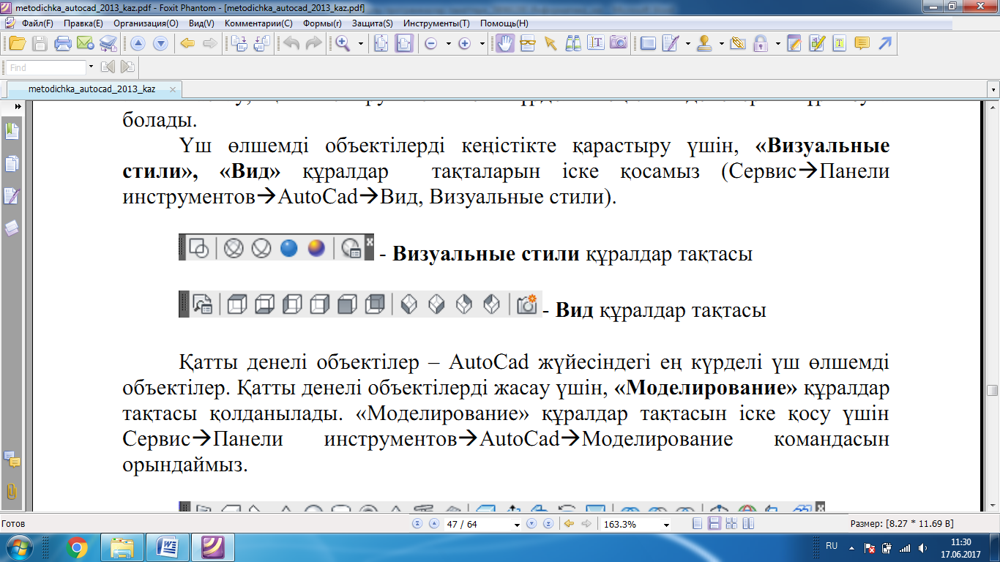 metodichka_autocad_2013_kaz.pdf - Foxit Phantom - [metodichka_autocad_2013_kaz.pdf]
Файл(F) Правка(E) Организация(O) Вид(V) Комментарии(C) Формы(r) Защита(S) Инструменты(T) Помощь(H)
Find
metodichka_autocad_2013_kaz
болады.
Үш өлшемді объектілерді кеңістікте қарастыру үшін, «Визуальные
стили», «Вид» құралдар тақталарын іске қосамыз (Сервис→Панели
инструментов→AutoCad→Вид, Визуальные стили).
- Визуальные стили құралдар тақтасы
- Вид құралдар тақтасы
Қатты денелі объектілер – AutoCad жүйесіндегі ең күрделі үш өлшемді
объектілер. Қатты денелі объектілерді жасау үшін, «Моделирование» құралдар
тақтасы қолданылады. «Моделирование» құралдар тақтасын іске қосу үшін
Сервис→Панели инструментов→AutoCad→Моделирование командасын
орындаймыз.
Готов 47 / 64 163.3% Размер: [8.27 * 11.69 В]
RU 11:30
17.06.2017